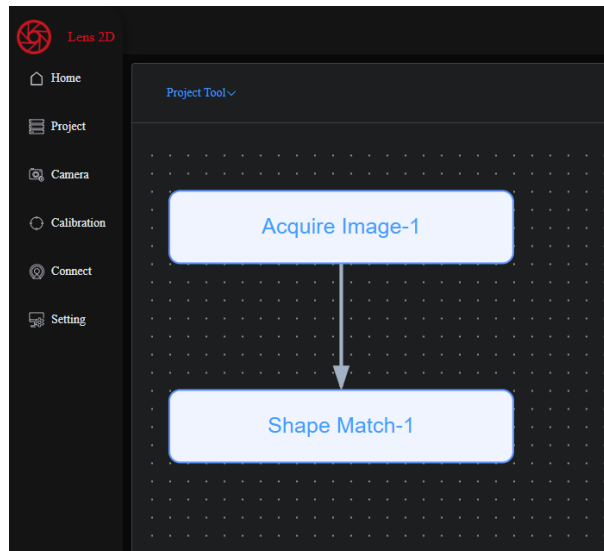 Lens 2D
Home
Project
Camera
Calibration
Connect
Setting
Project Tool
Acquire Image-1
Shape Match-1